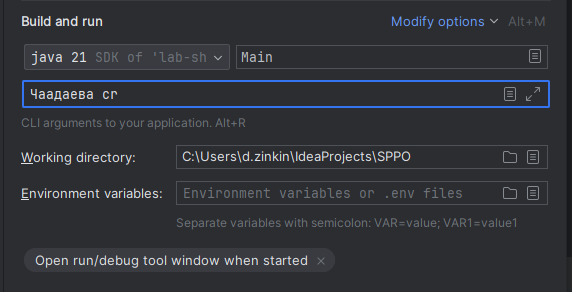 Build and run
Modify options Alt+M
java 21 SDK of 'lab-sh Main
Чаадаева cr
CLI arguments to your application. Alt+R
Working directory: C:\Users\d.zinkin\IdeaProjects\SPPO
Environment variables: Environment variables or .env files
Separate variables with semicolon: VAR=value; VAR1=value1
Open run/debug tool window when started ×